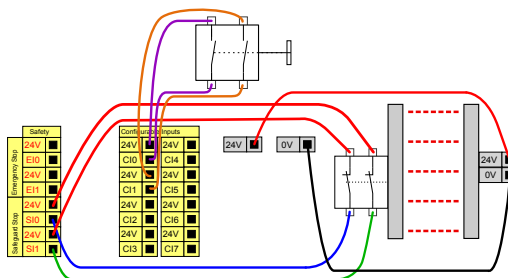 Safety
Emergency Stop
24V
EI0
24V
EI1
Safeguard Stop
24V
SI0
24V
SI1
Configurable Inputs
24V 24V
CI0 CI4
24V 24V
CI1 CI5
24V 24V
CI2 CI6
24V 24V
CI3 CI7
24V
0V
24V
0V